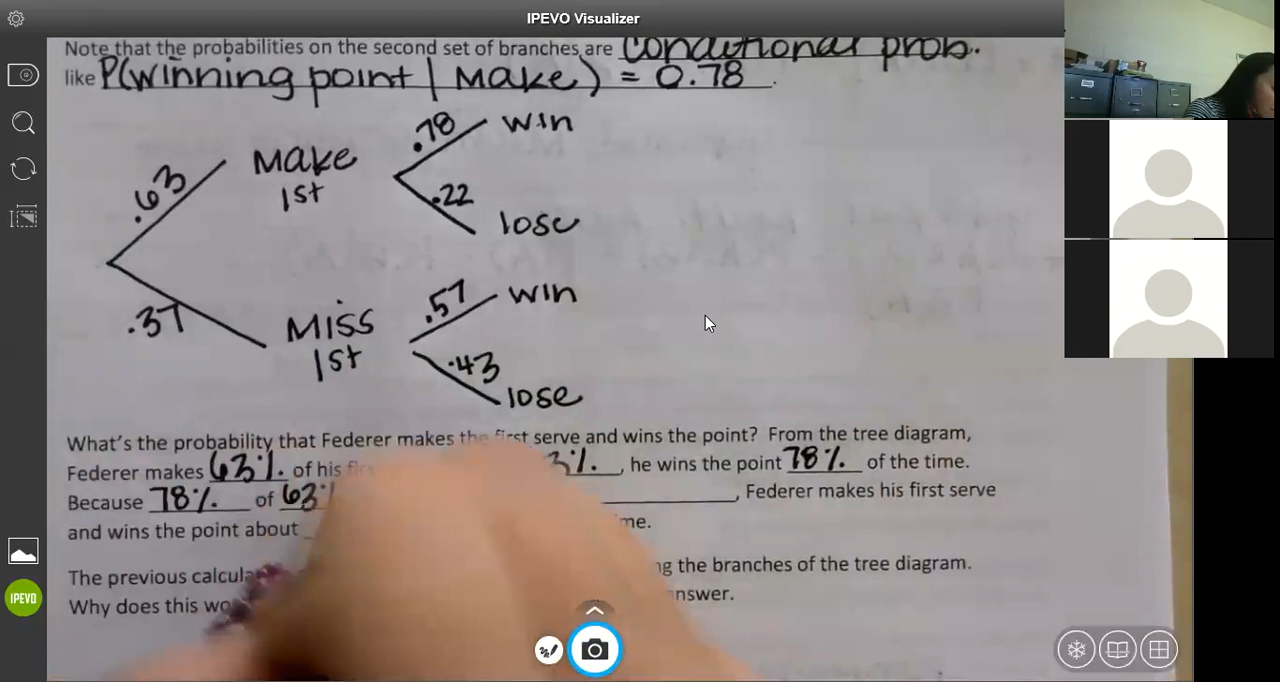 IPEVO Visualizer
Note that the probabilities on the second set of branches are conditional prob.
like P(winning point | Make) = 0.78.
.63
Make
1st
.78
win
.22
lose
.37
Miss
1st
.57
win
.43
lose
What's the probability that Federer makes the first serve and wins the point? From the tree diagram,
Federer makes 63%. of his first 3%., he wins the point 78%. of the time.
Because 78%. of 63%, Federer makes his first serve
and wins the point about
The previous the branches of the tree diagram.
Why does this answer.
IPEVO